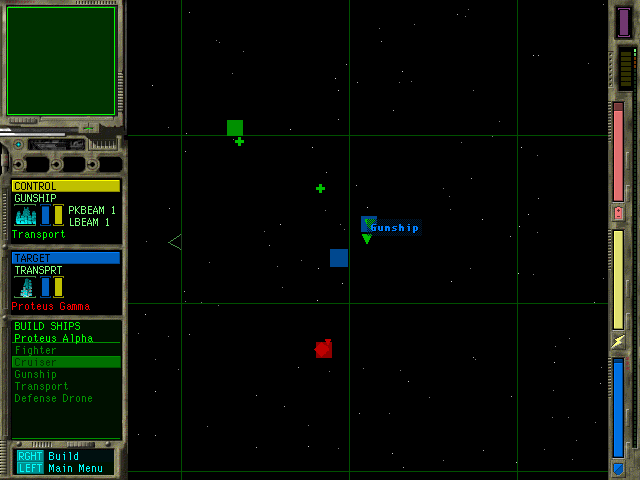 CONTROL
GUNSHIP
PKBEAM 1
LBEAM 1
Transport
TARGET
TRANSPRT
Proteus Gamma
BUILD SHIPS
Proteus Alpha
Fighter
Cruiser
Gunship
Transport
Defense Drone
RGHT Build
LEFT Main Menu
Gunship